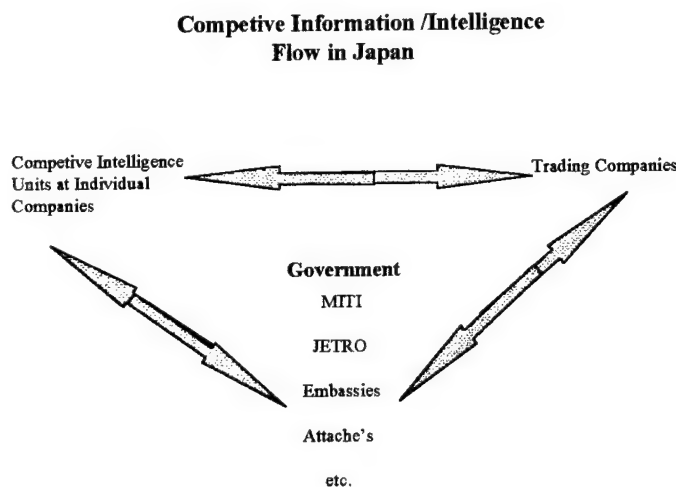 Competive Information /Intelligence
Flow in Japan
Competive Intelligence
Units at Individual
Companies
Trading Companies
Government
MITI
JETRO
Embassies
Attache's
etc.